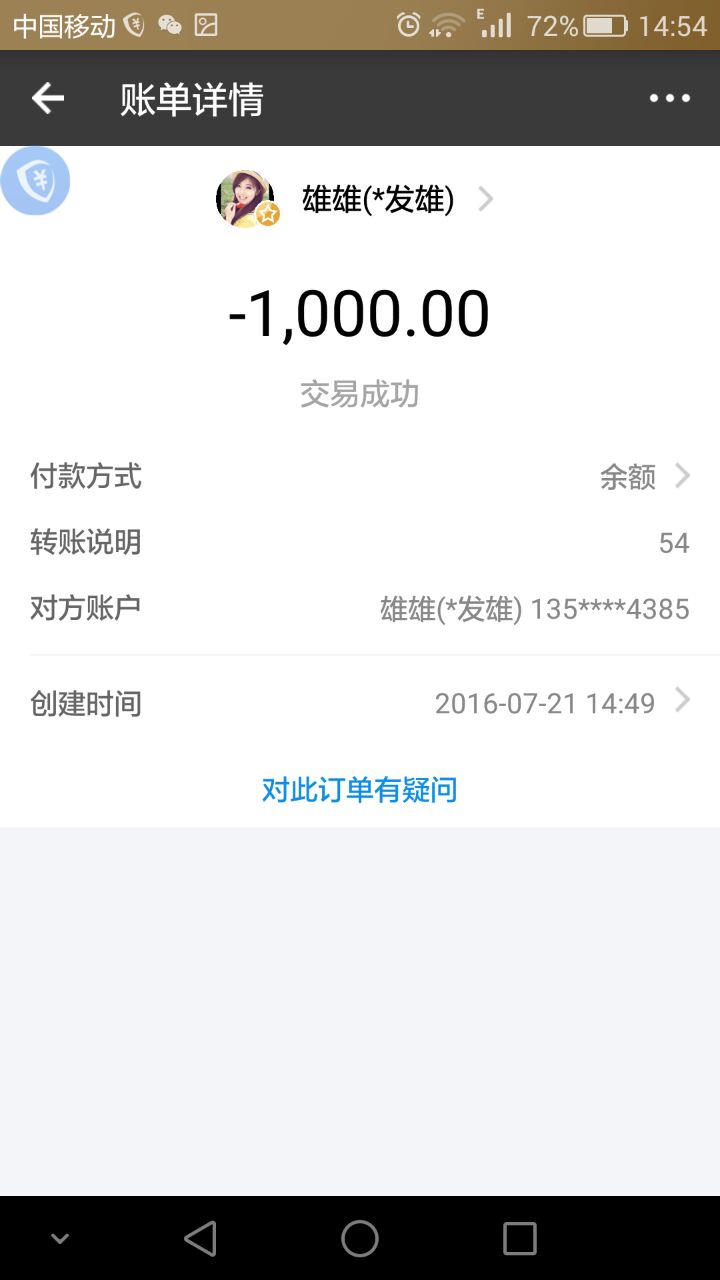 中国移动 E 72% 14:54
账单详情
雄雄(*发雄)
-1,000.00
交易成功
付款方式 余额
转账说明 54
对方账户 雄雄(*发雄) 135****4385
创建时间 2016-07-21 14:49
对此订单有疑问